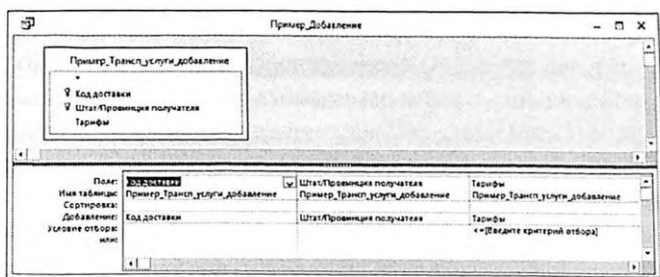 Пример_Добавление
Пример_Трансп_услуги_добавление
*
Код доставки
Штат/Провинция получателя
Тарифы
Поле: Код доставки Штат/Провинция получателя Тарифы
Имя таблицы: Пример_Трансп_услуги_добавление Пример_Трансп_услуги_добавление Пример_Трансп_услуги_добавление
Сортировка:
Добавление: Код доставки Штат/Провинция получателя Тарифы
Условие отбора: <=[Введите критерий отбора]
или: